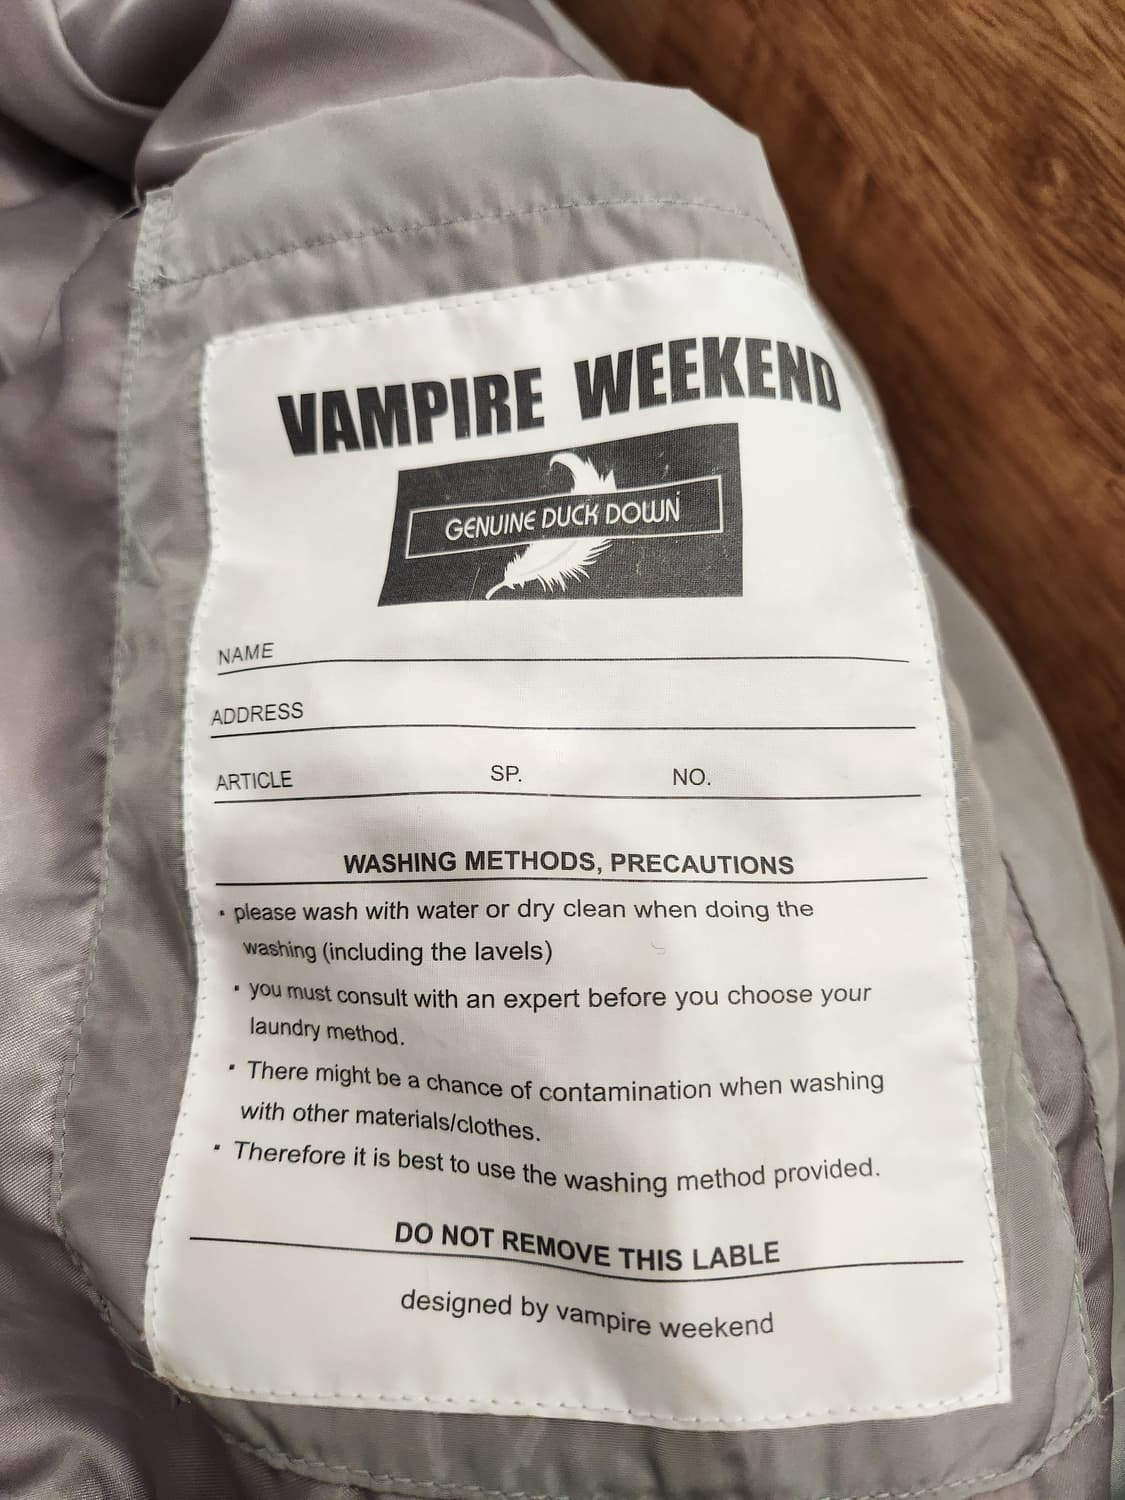 VAMPIRE WEEKEND
GENUINE DUCK DOWN
NAME
ADDRESS
ARTICLE SP. NO.
WASHING METHODS, PRECAUTIONS
· please wash with water or dry clean when doing the
washing (including the lavels)
· you must consult with an expert before you choose your
laundry method.
· There might be a chance of contamination when washing
with other materials/clothes.
· Therefore it is best to use the washing method provided.
DO NOT REMOVE THIS LABLE
designed by vampire weekend